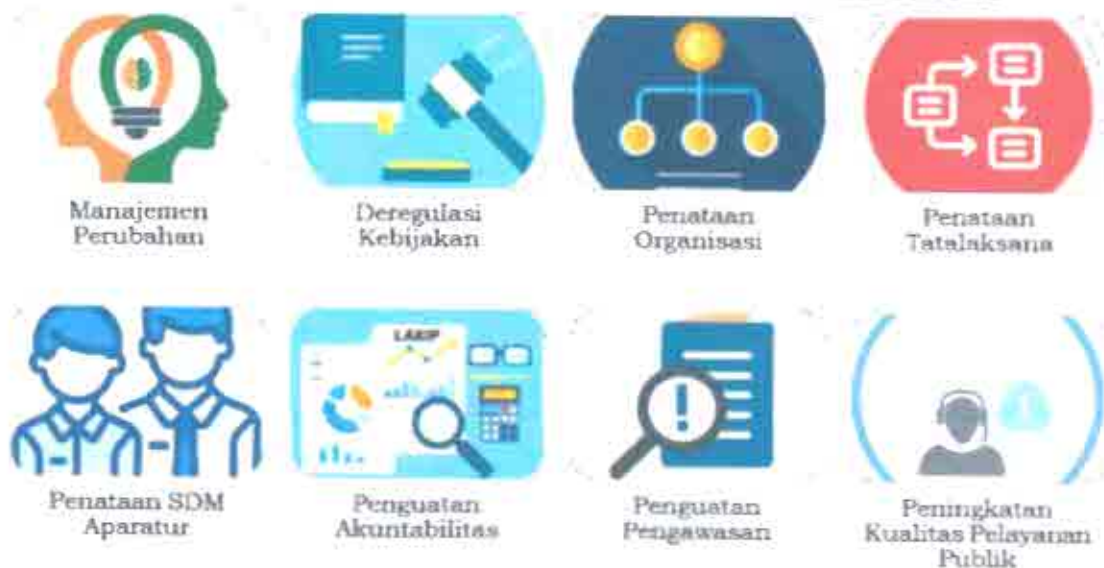 Manajemen
Perubahan
Deregulasi
Kebijakan
Penataan
Organisasi
Penataan
Tatalaksana
LAKIP
Penataan SDM
Aparatur
Penguatan
Akuntabilitas
Penguatan
Pengawasan
Peningkatan
Kualitas Pelayanan
Publik